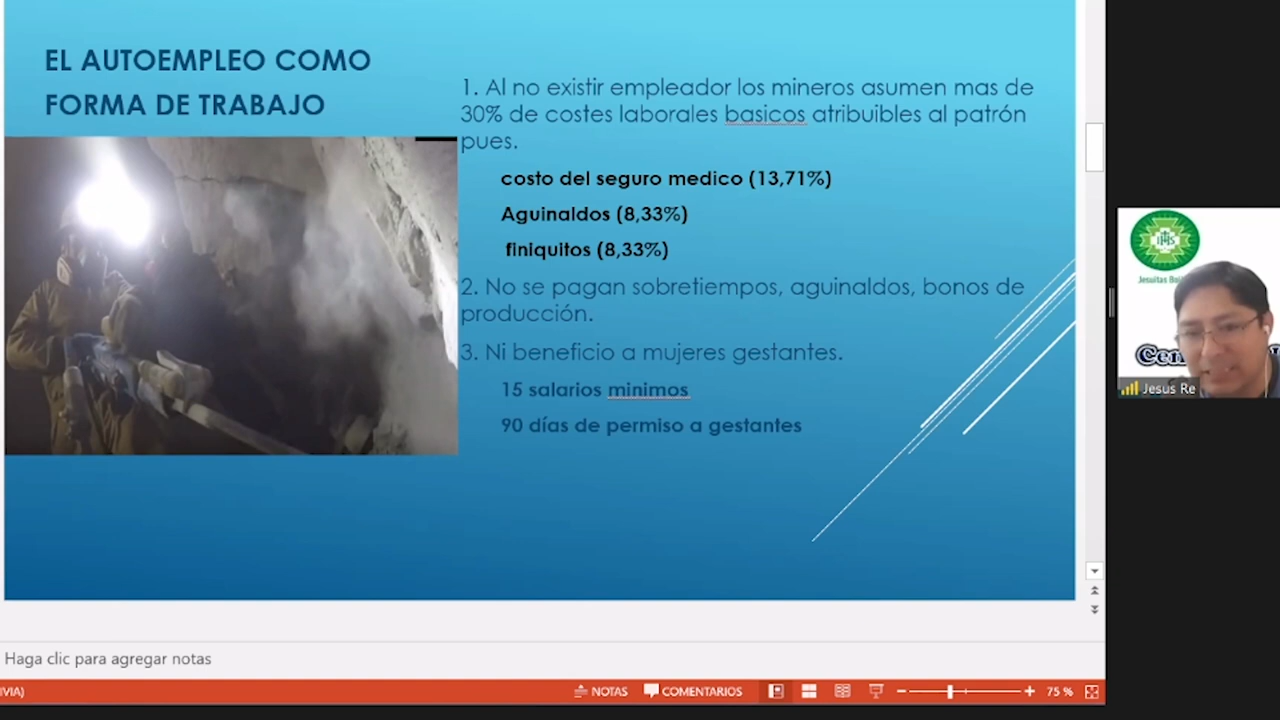 EL AUTOEMPLEO COMO
FORMA DE TRABAJO
1. Al no existir empleador los mineros asumen mas de
30% de costes laborales basicos atribuibles al patrón
pues.
costo del seguro medico (13,71%)
Aguinaldos (8,33%)
finiquitos (8,33%)
2. No se pagan sobretiempos, aguinaldos, bonos de
producción.
3. Ni beneficio a mujeres gestantes.
15 salarios minimos
90 días de permiso a gestantes
Jesuitas
Cen
Jesus Re
Haga clic para agregar notas
IVIA)
NOTAS
COMENTARIOS
75 %